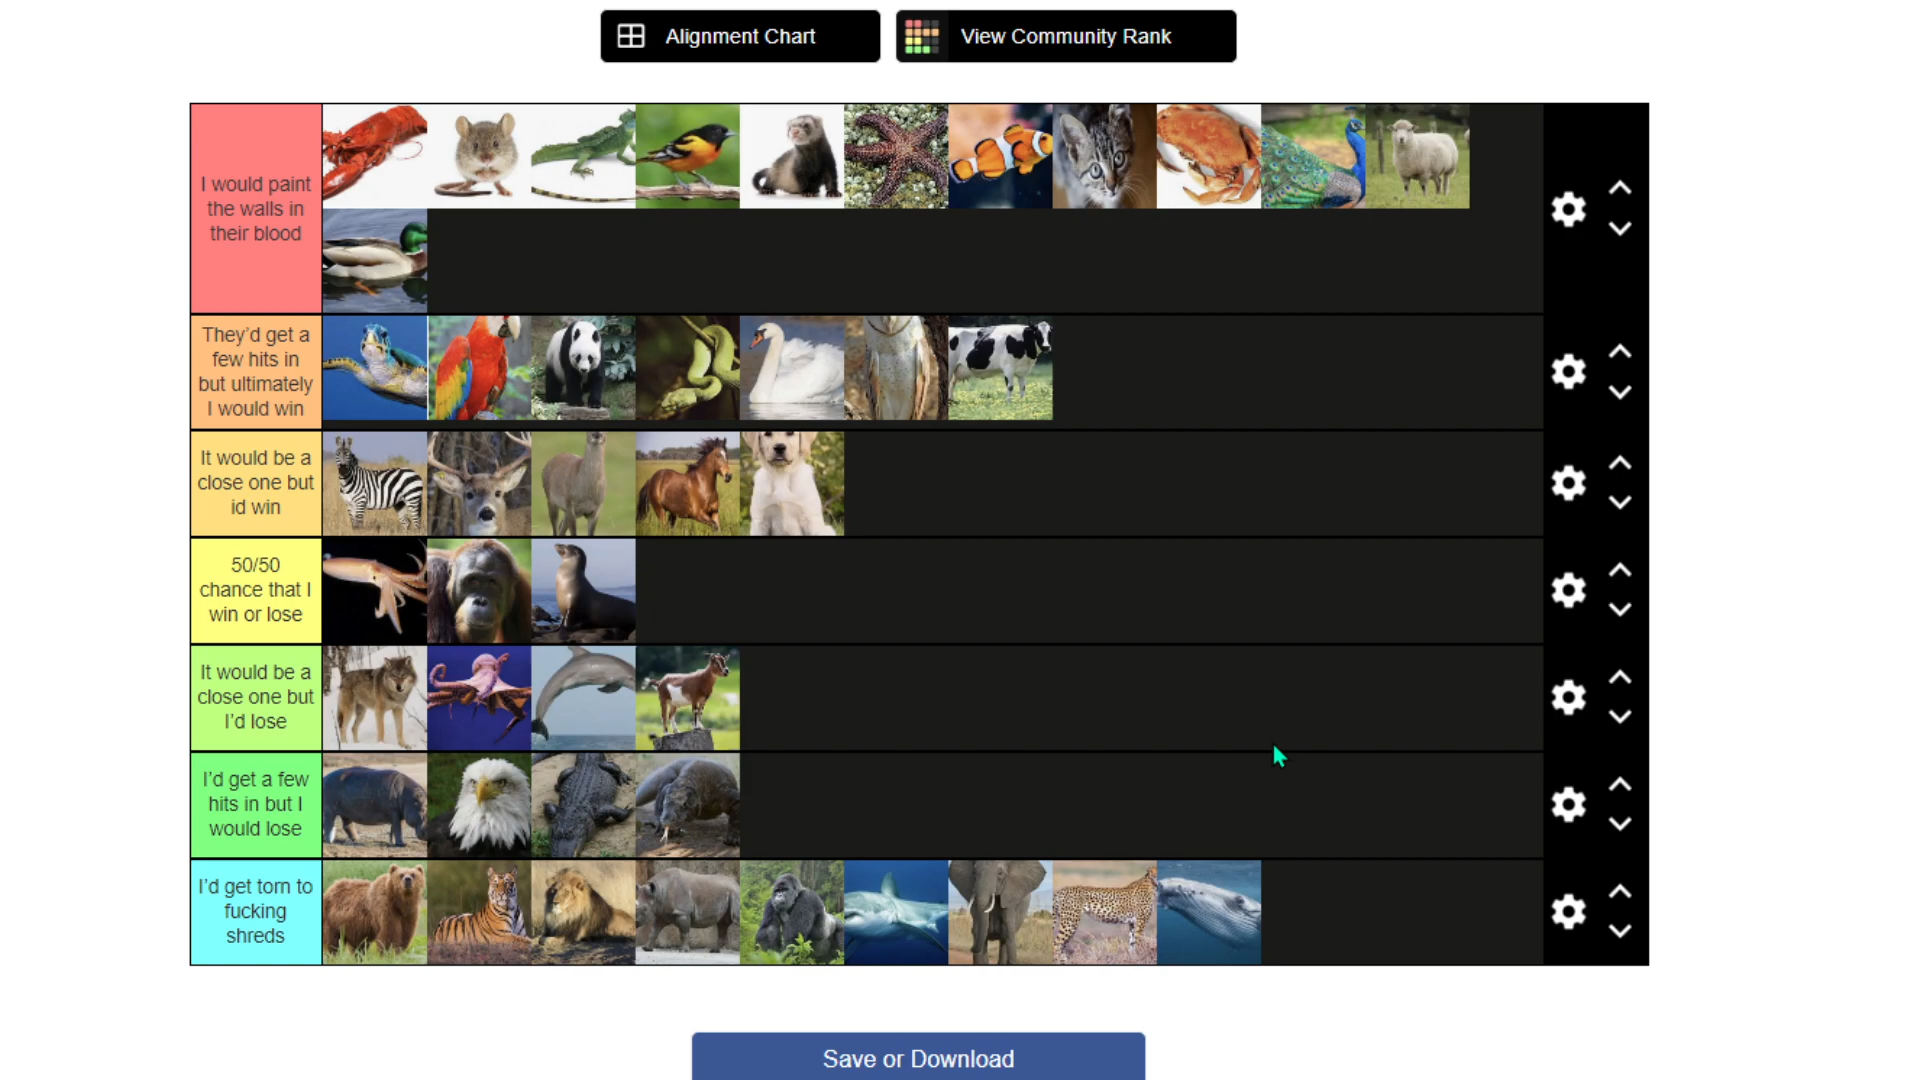 Alignment Chart
View Community Rank
I would paint
the walls in
their blood
They’d get a
few hits in
but ultimately
I would win
It would be a
close one but
id win
50/50
chance that I
win or lose
It would be a
close one but
I’d lose
I’d get a few
hits in but I
would lose
I’d get torn to
fucking
shreds
Save or Download